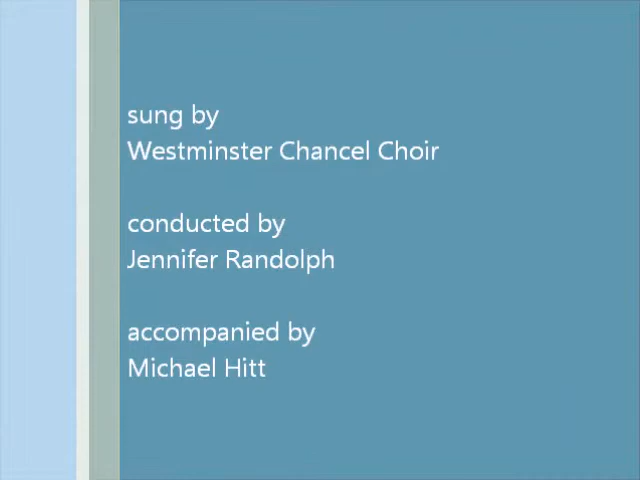 sung by
Westminster Chancel Choir
conducted by
Jennifer Randolph
accompanied by
Michael Hitt